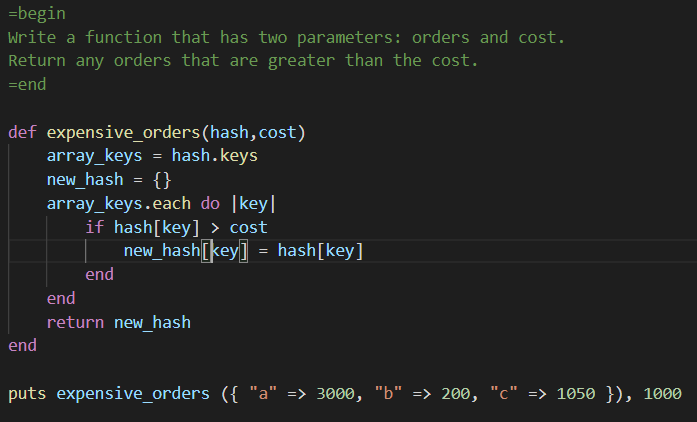 =begin
Write a function that has two parameters: orders and cost.
Return any orders that are greater than the cost.
=end

def expensive_orders(hash,cost)
    array_keys = hash.keys
    new_hash = {}
    array_keys.each do |key|
        if hash[key] > cost
            new_hash[key] = hash[key]
        end
    end
    return new_hash
end

puts expensive_orders ({ "a" => 3000, "b" => 200, "c" => 1050 }), 1000